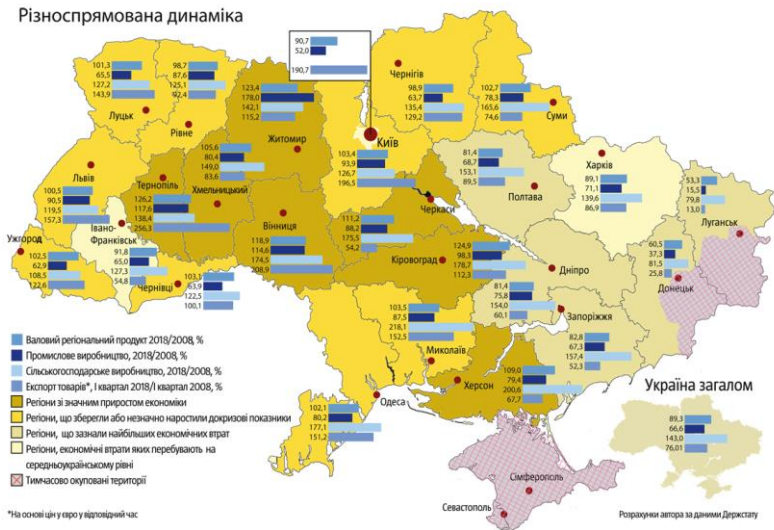 Різноспрямована динаміка
90,7
52,0
190,7
101,3
65,5
127,2
143,9
Луцьк
98,7
87,6
125,1
92,4
Рівне
123,4
178,0
142,1
115,2
Житомир
Київ
103,4
93,9
126,7
196,5
Чернігів
98,9
63,7
135,4
129,2
102,7
78,3
165,6
74,6
Суми
Львів
100,5
90,5
119,5
157,3
Тернопіль
126,2
117,6
138,4
256,3
105,6
80,4
149,0
83,6
Хмельницький
Вінниця
118,9
114,6
174,5
208,9
Черкаси
111,2
88,2
175,5
54,2
81,4
68,7
153,1
89,5
Полтава
Харків
89,1
71,1
139,6
86,9
53,3
15,5
79,8
13,0
Луганськ
Івано-
Франківськ
91,8
65,0
127,3
54,8
Ужгород
102,5
62,9
108,5
122,6
Чернівці
103,1
63,9
122,5
100,1
Кіровоград
124,9
98,3
178,7
112,3
Дніпро
81,4
75,8
154,0
60,1
60,5
37,3
81,5
25,8
Донецьк
Запоріжжя
82,8
67,3
157,4
52,3
103,5
87,5
218,1
152,5
Миколаїв
Херсон
109,0
79,4
200,6
67,7
Одеса
102,1
80,2
177,1
151,2
Сімферополь
Севастополь
Валовий регіональний продукт 2018/2008, %
Промислове виробництво, 2018/2008, %
Сільськогосподарське виробництво, 2018/2008, %
Експорт товарів*, I квартал 2018/I квартал 2008, %
Регіони зі значним приростом економіки
Регіони, що зберегли або незначно наростили докризові показники
Регіони, що зазнали найбільших економічних втрат
Регіони, економічні втрати яких перебувають на
середньоукраїнському рівні
Тимчасово окуповані території
Україна загалом
89,3
66,6
143,0
76,01
*На основі цін у євро у відповідний час
Розрахунки автора за даними Держстату